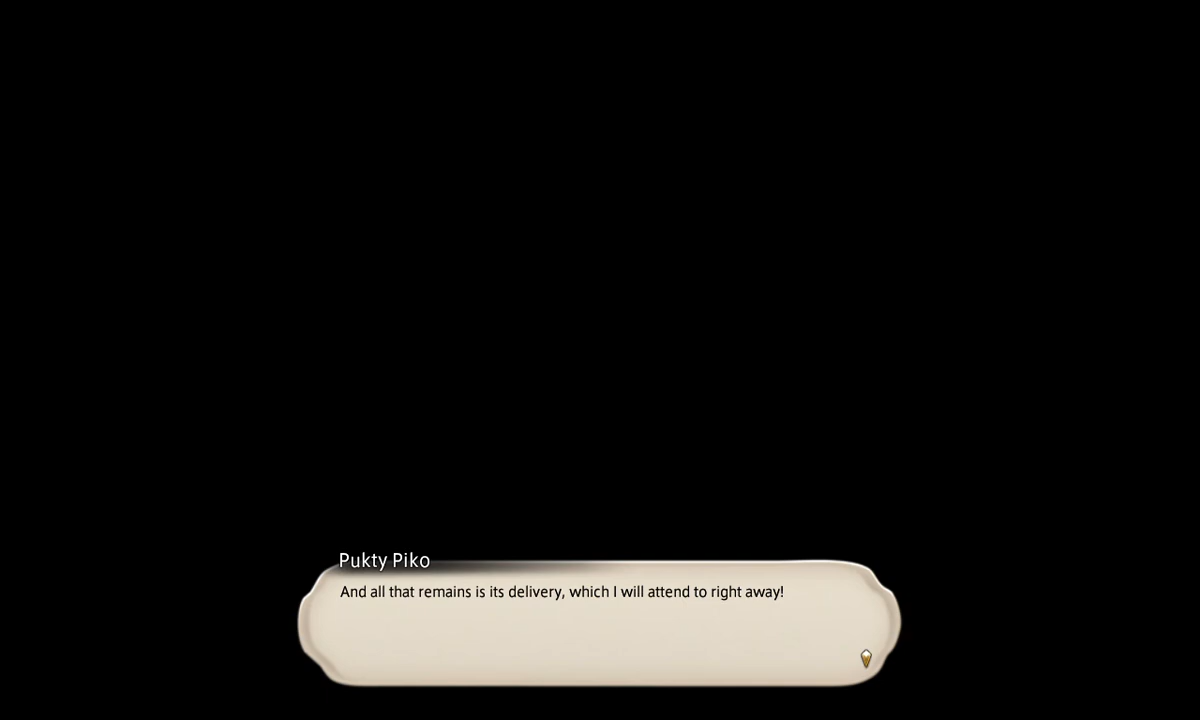 Pukty Piko
And all that remains is its delivery, which I will attend to right away!